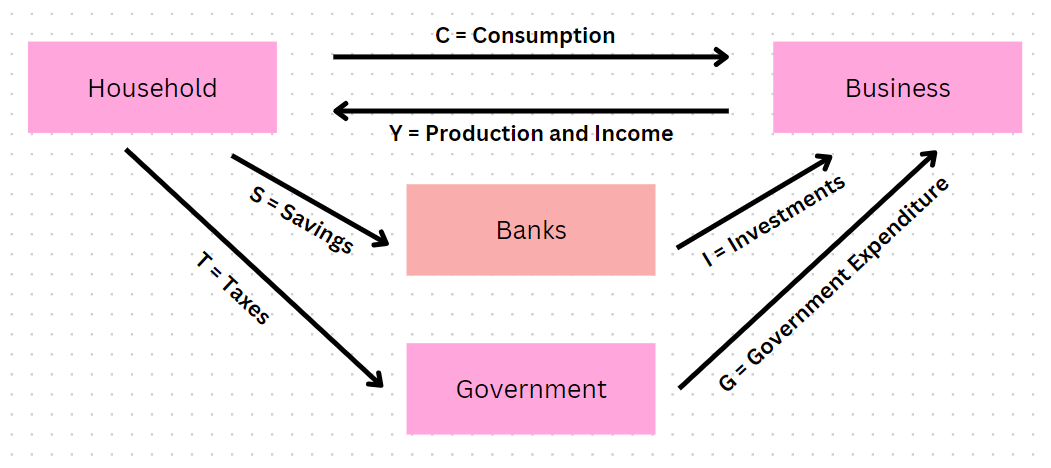 C = Consumption
Household
Business
Y = Production and Income
S = Savings
Banks
I = Investments
T = Taxes
G = Government Expenditure
Government